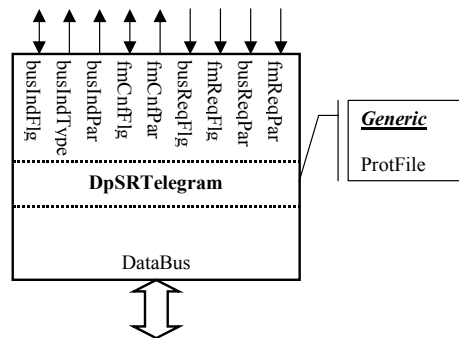 busIndFlg
busIndType
busIndPar
fmCnfFlg
fmCnfPar
busReqFlg
fmReqFlg
busReqPar
fmReqPar
Generic
ProtFile
DpSRTelegram
DataBus